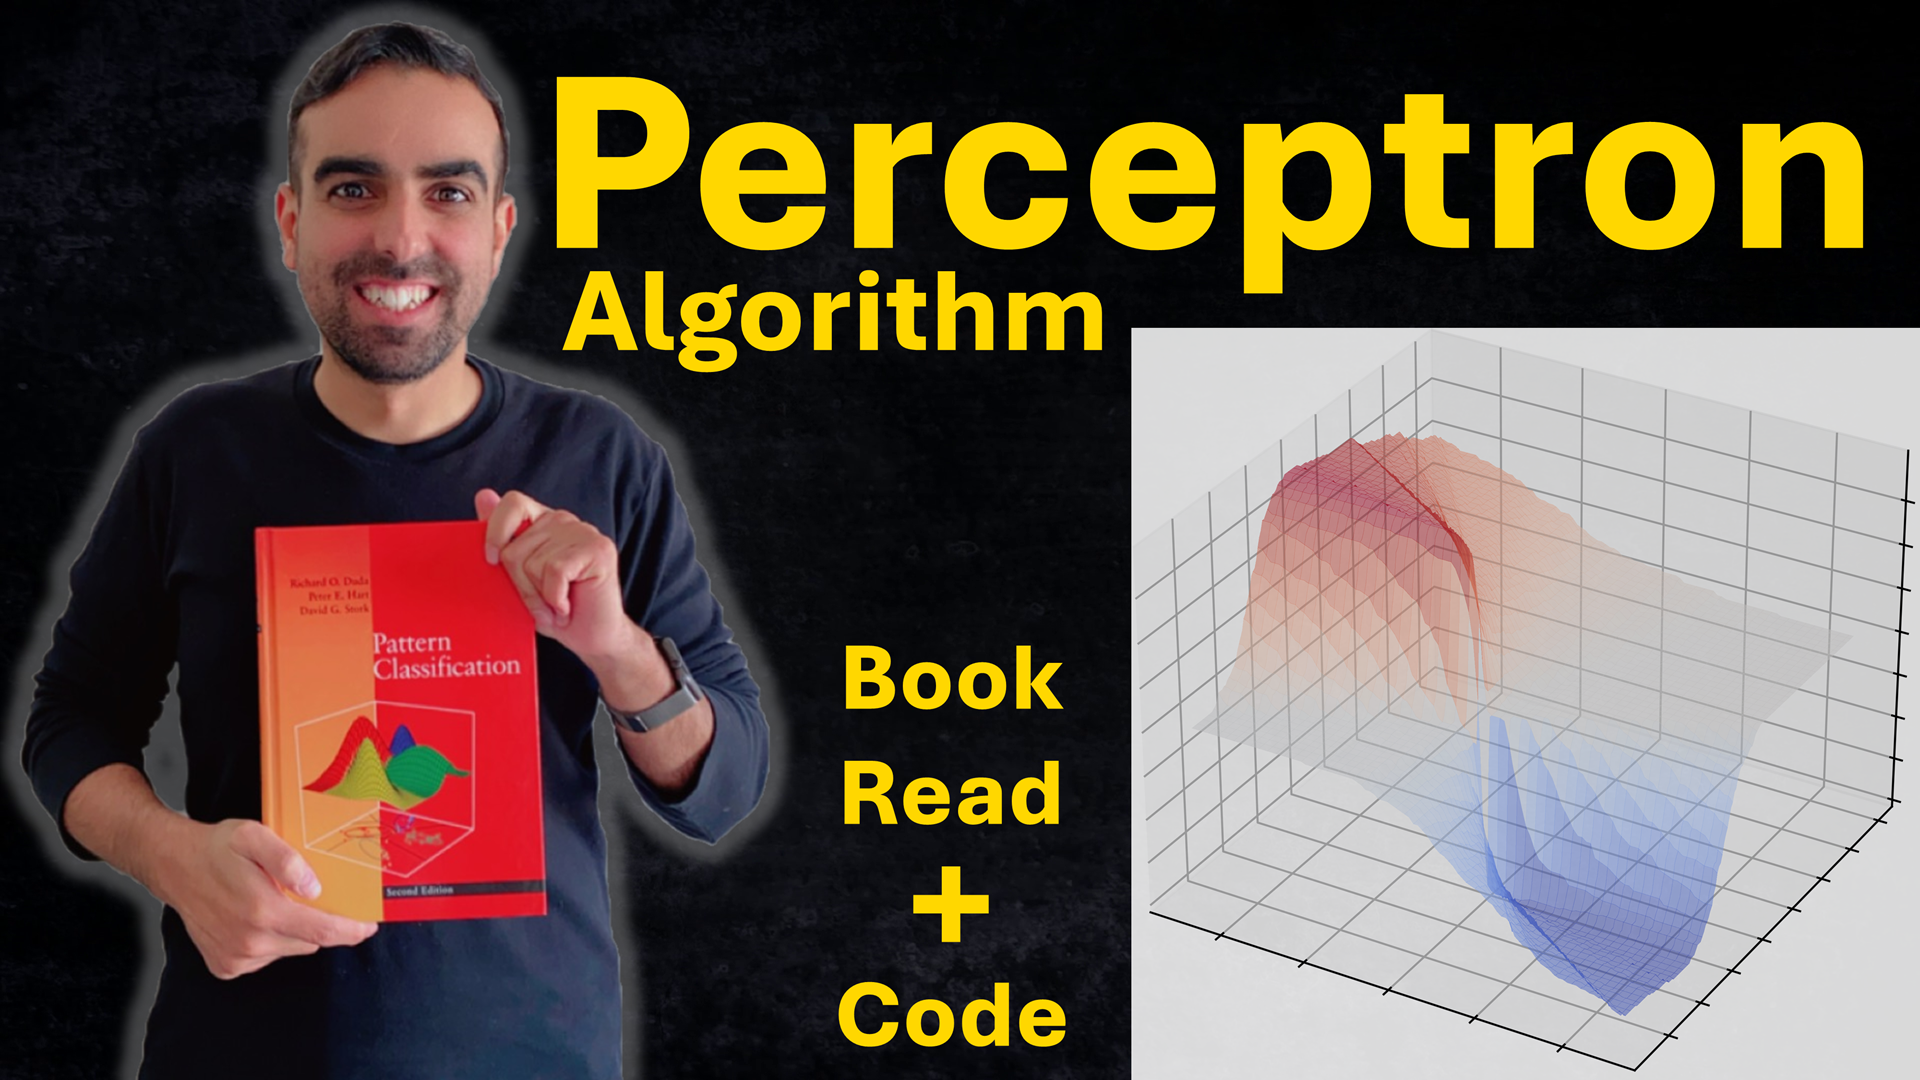 Perceptron
Algorithm
Richard O. Duda
Peter E. Hart
David G. Stork
Pattern
Classification
Second Edition
Book
Read
+
Code